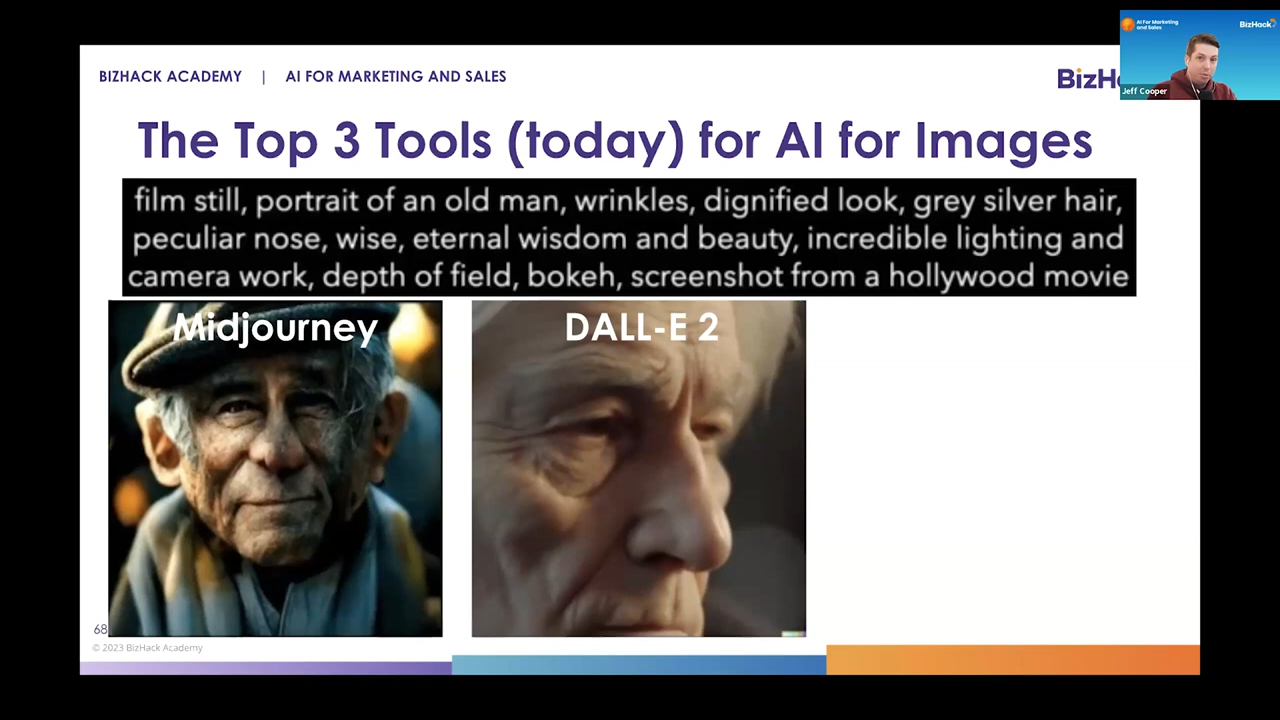 BIZHACK ACADEMY | AI FOR MARKETING AND SALES
BizH
AI For Marketing
and Sales
BizHack
Jeff Cooper
The Top 3 Tools (today) for AI for Images
film still, portrait of an old man, wrinkles, dignified look, grey silver hair,
peculiar nose, wise, eternal wisdom and beauty, incredible lighting and
camera work, depth of field, bokeh, screenshot from a hollywood movie
Midjourney
DALL-E 2
68
© 2023 BizHack Academy